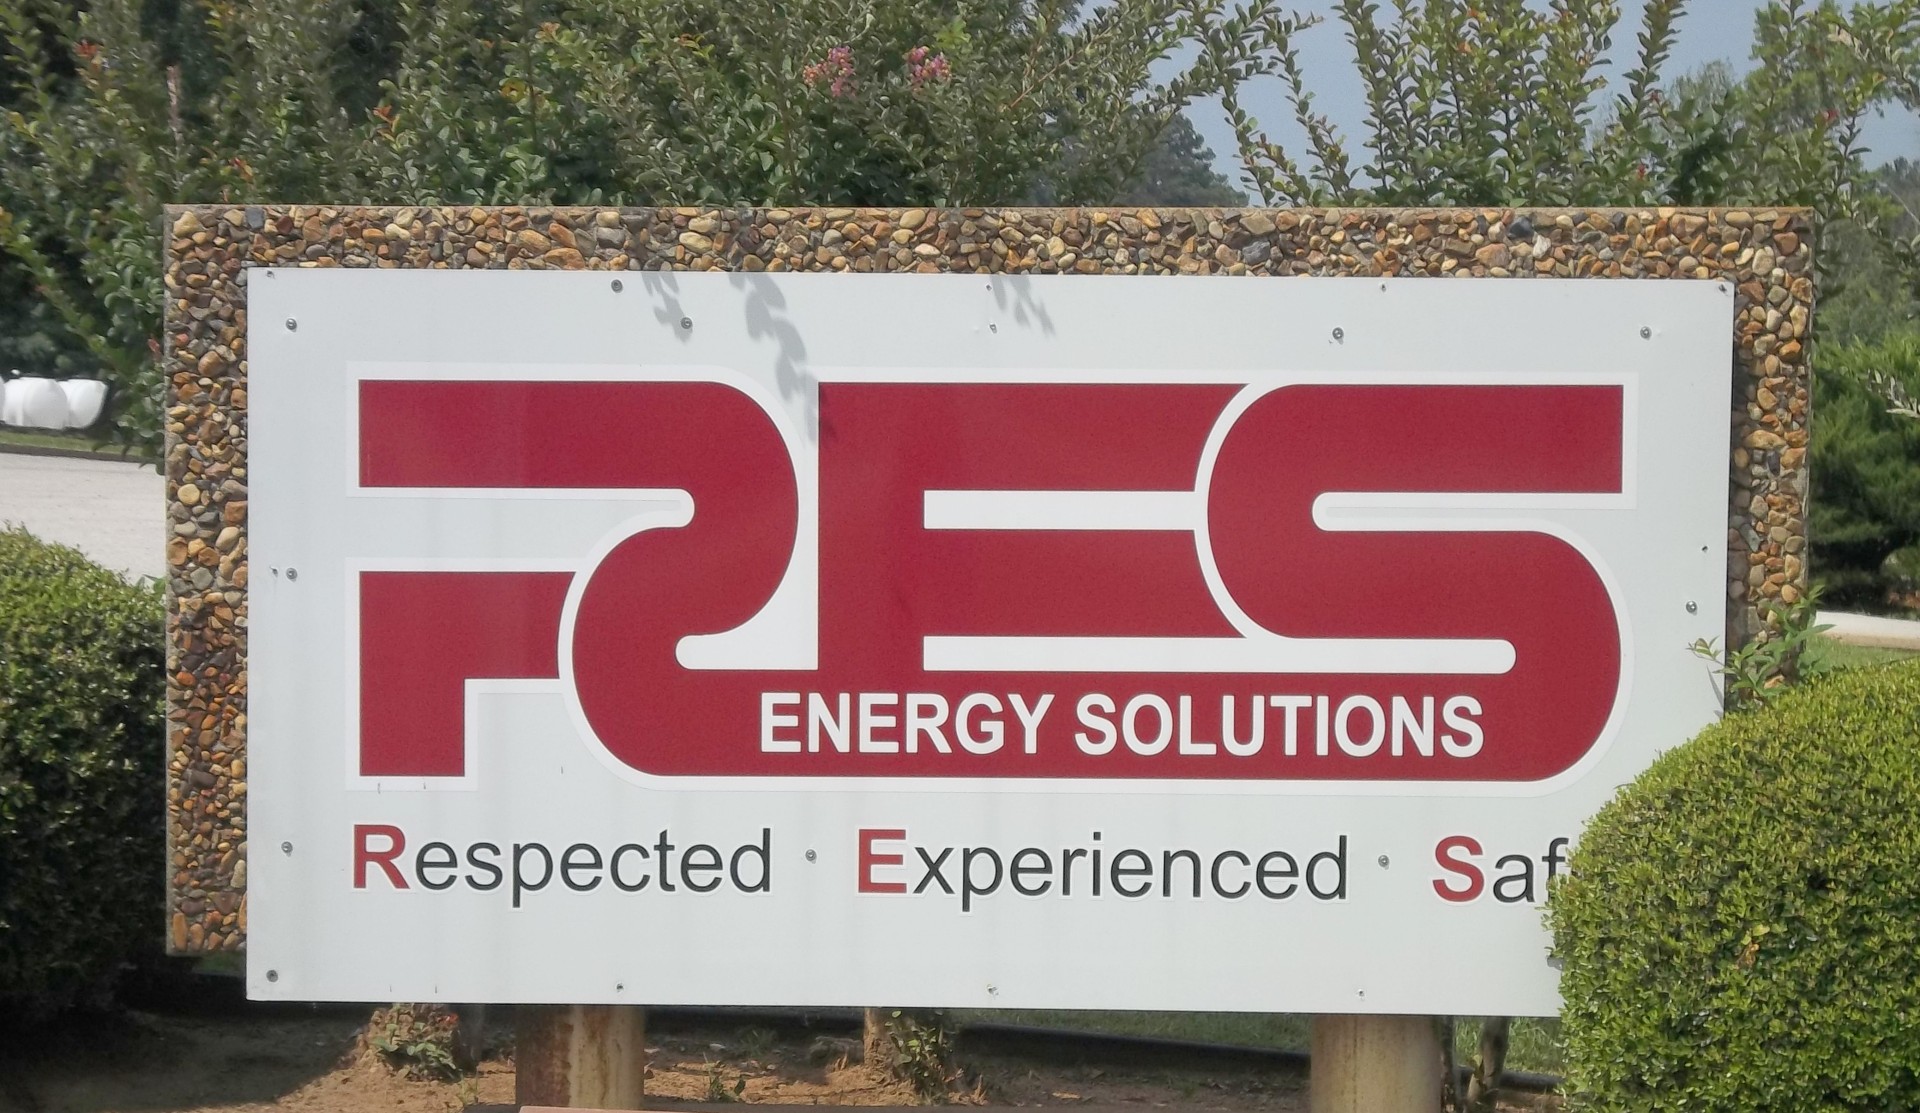 RES
ENERGY SOLUTIONS
Respected · Experienced · Saf